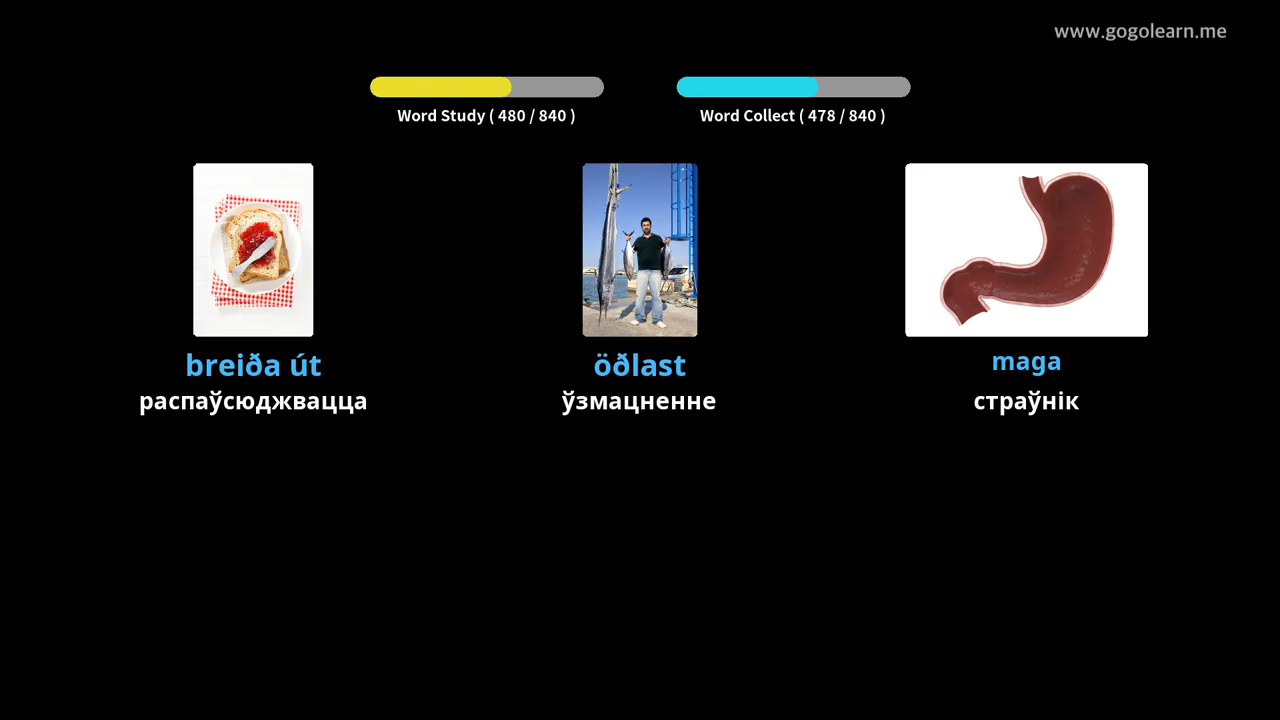 www.gogolearn.me
Word Study ( 480 / 840 )
Word Collect ( 478 / 840 )
breiða út
öðlast
maga
распаўсюджвацца
ўзмацненне
страўнік